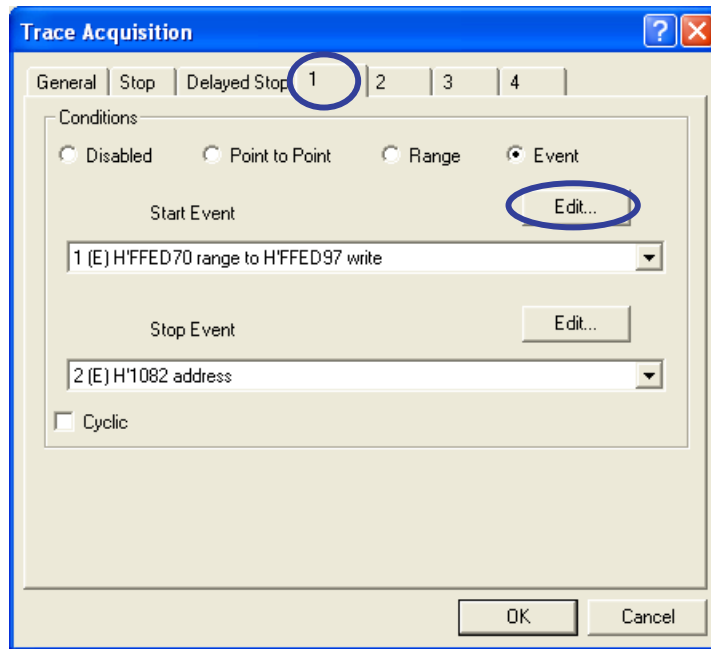 Trace Acquisition
General Stop Delayed Stop 1 2 3 4
Conditions
Disabled Point to Point Range Event
Start Event Edit...
1 (E) H'FFED70 range to H'FFED97 write
Stop Event Edit...
2 (E) H'1082 address
Cyclic
OK Cancel